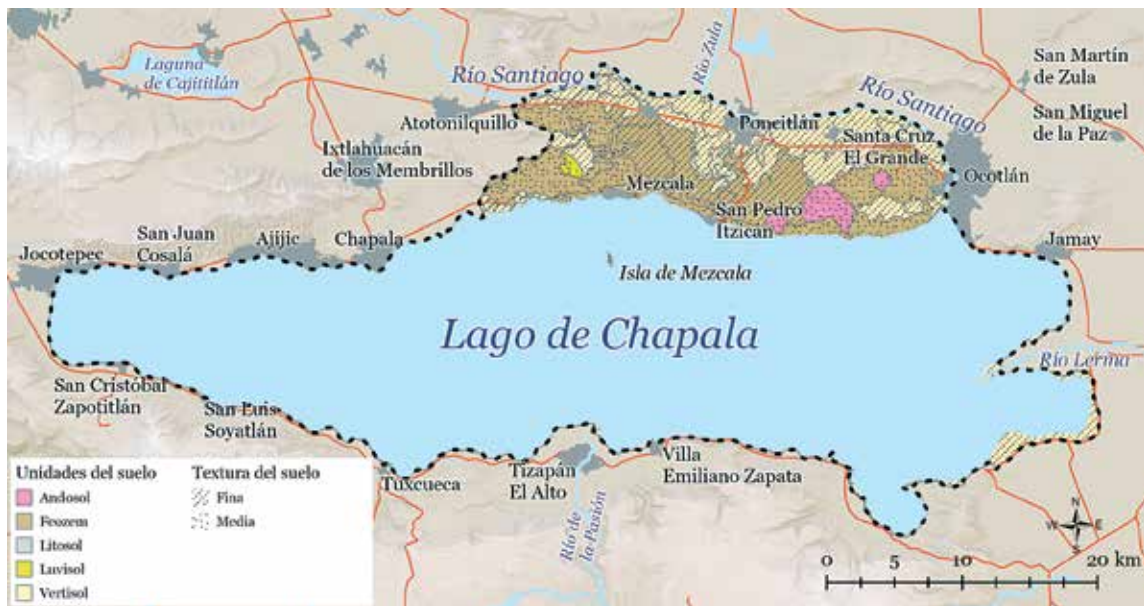 Laguna
de Cajititlán
Río Santiago
Río Zula
San Martín
de Zula
Atotonilquillo
Poncitlán
Río Santiago
San Miguel
de la Paz
Santa Cruz
El Grande
Ixtlahuacán
de los Membrillos
Mezcala
Ocotlán
San Pedro
Itzicán
San Juan
Cosalá
Ajijic
Chapala
Jocotepec
Jamay
Isla de Mezcala
Lago de Chapala
Río Lerma
San Cristóbal
Zapotitlán
San Luis
Soyatlán
Tuxcueca
Tizapán
El Alto
Villa
Emiliano Zapata
Río de
la Pasión
Unidades del suelo
Andosol
Feozem
Litosol
Luvisol
Vertisol
Textura del suelo
Fina
Media
N
W
E
S
0 5 10 20 km